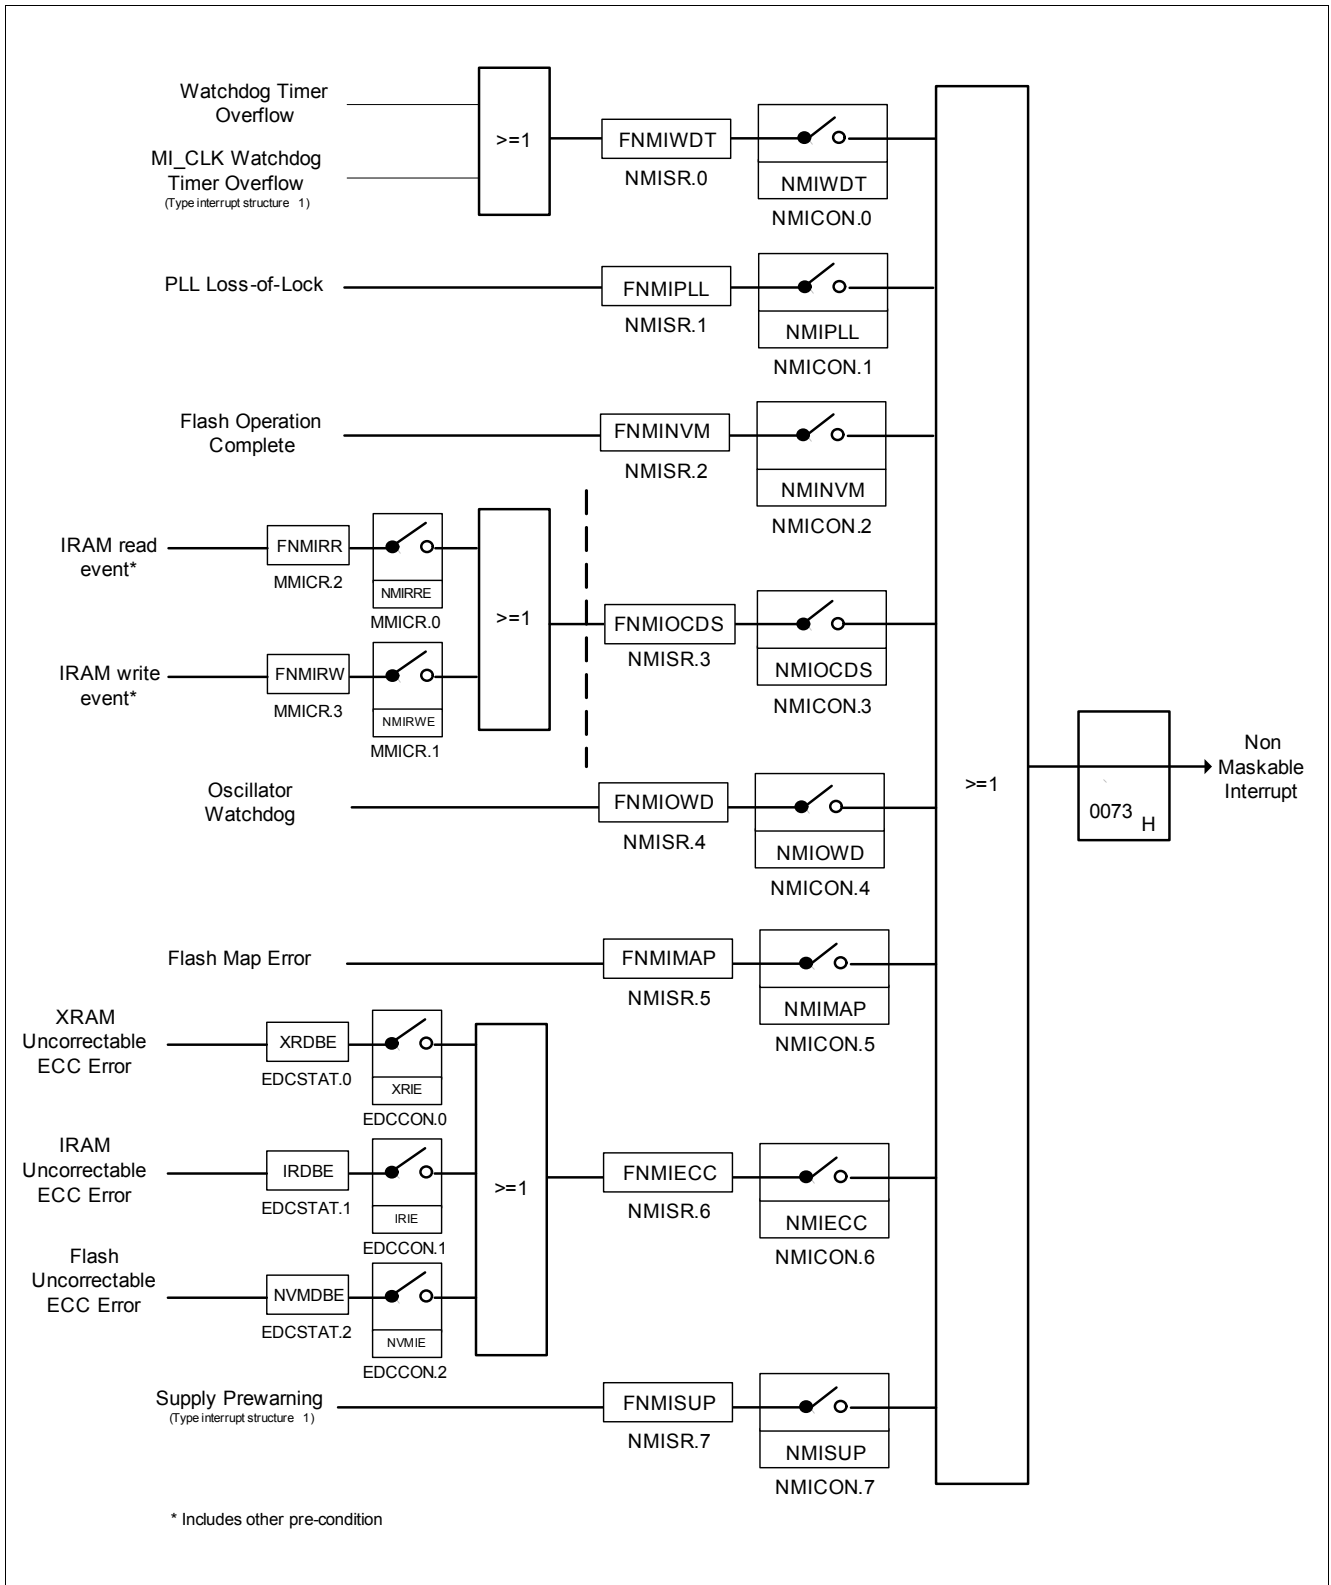 Watchdog Timer
Overflow
MI_CLK Watchdog
Timer Overflow
(Type interrupt structure 1)
>=1
FNMIWDT
NMISR.0
NMIWDT
NMICON.0
PLL Loss-of-Lock
FNMIPLL
NMISR.1
NMIPLL
NMICON.1
Flash Operation
Complete
FNMINVM
NMISR.2
NMINVM
NMICON.2
IRAM read
event*
FNMIRR
MMICR.2
NMIRRE
MMICR.0
IRAM write
event*
FNMIRW
MMICR.3
NMIRWE
MMICR.1
>=1
FNMIOCDS
NMISR.3
NMIOCDS
NMICON.3
Oscillator
Watchdog
FNMIOWD
NMISR.4
NMIOWD
NMICON.4
Flash Map Error
FNMIMAP
NMISR.5
NMIMAP
NMICON.5
XRAM
Uncorrectable
ECC Error
XRDBE
EDCSTAT.0
XRIE
EDCCON.0
IRAM
Uncorrectable
ECC Error
IRDBE
EDCSTAT.1
IRIE
EDCCON.1
Flash
Uncorrectable
ECC Error
NVMDBE
EDCSTAT.2
NVMIE
EDCCON.2
>=1
FNMIECC
NMISR.6
NMIECC
NMICON.6
Supply Prewarning
(Type interrupt structure 1)
FNMISUP
NMISR.7
NMISUP
NMICON.7
>=1
0073 H
Non
Maskable
Interrupt
* Includes other pre-condition